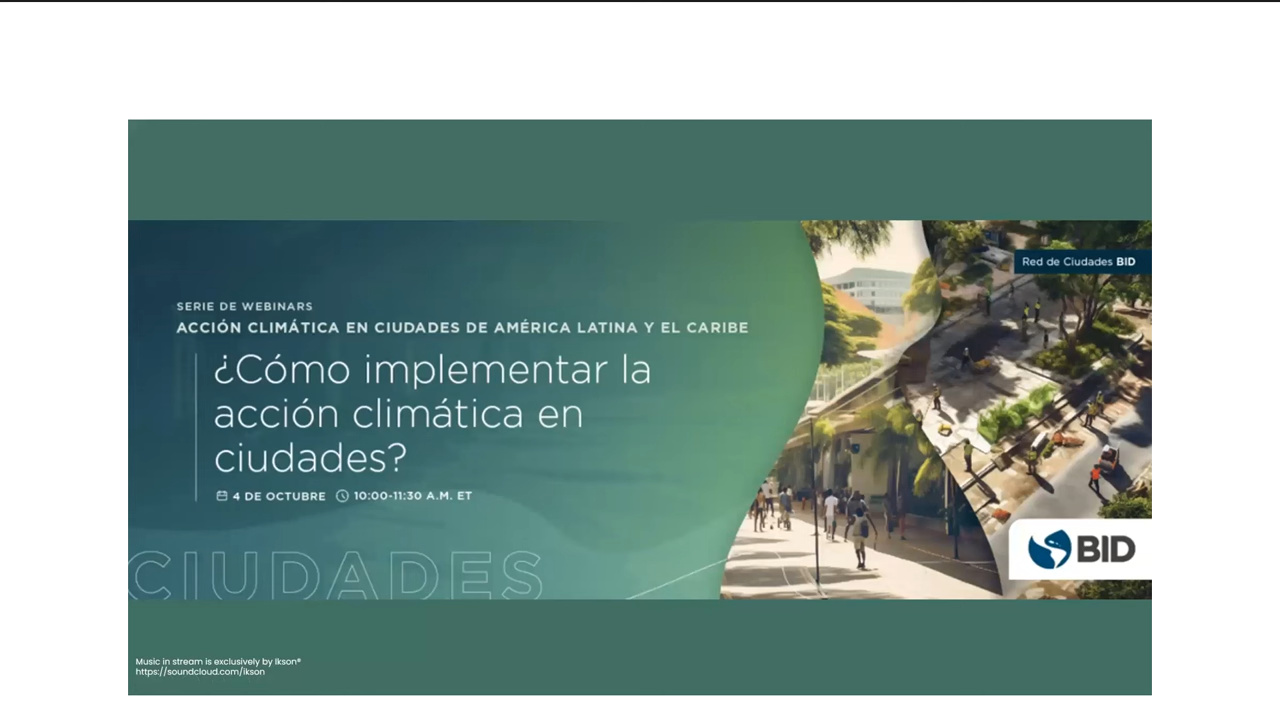 Red de Ciudades BID
SERIE DE WEBINARS
ACCIÓN CLIMÁTICA EN CIUDADES DE AMÉRICA LATINA Y EL CARIBE
¿Cómo implementar la
acción climática en
ciudades?
4 DE OCTUBRE 10:00-11:30 A.M. ET
CIUDADES
BID
Music in stream is exclusively by Ikson®
https://soundcloud.com/ikson